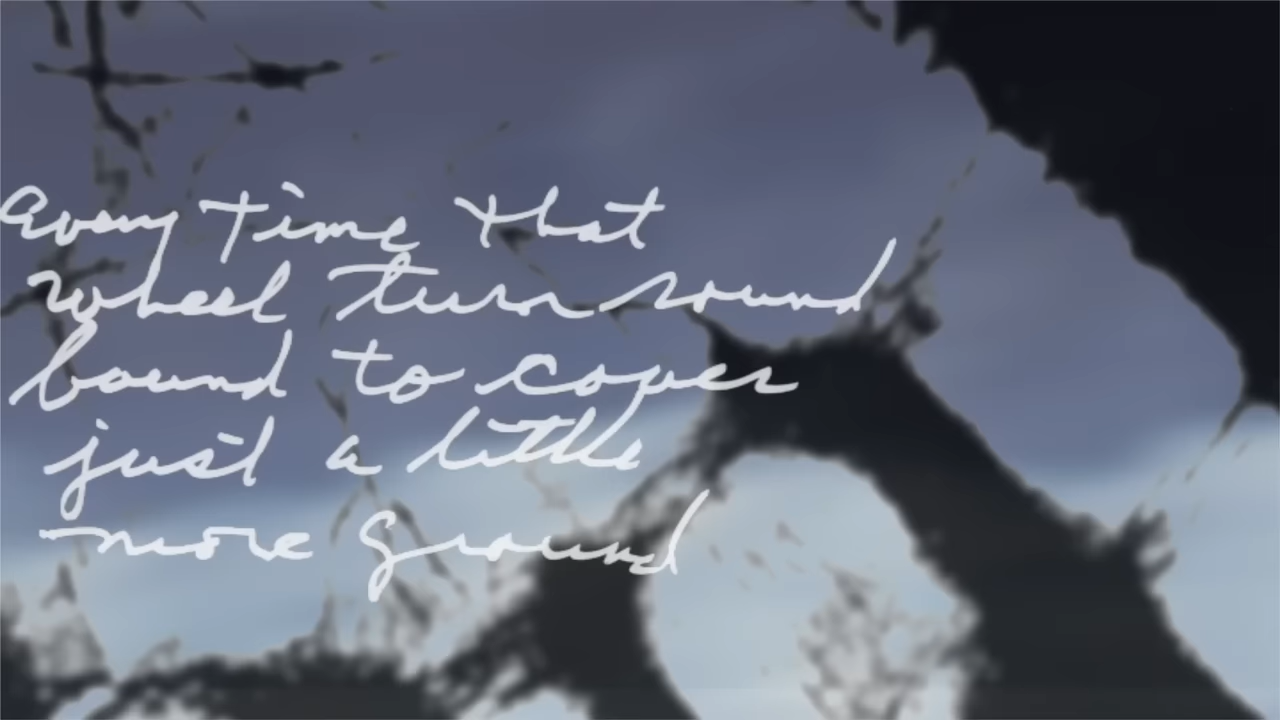 every time that
wheel turn round
bound to cover
just a little
more ground